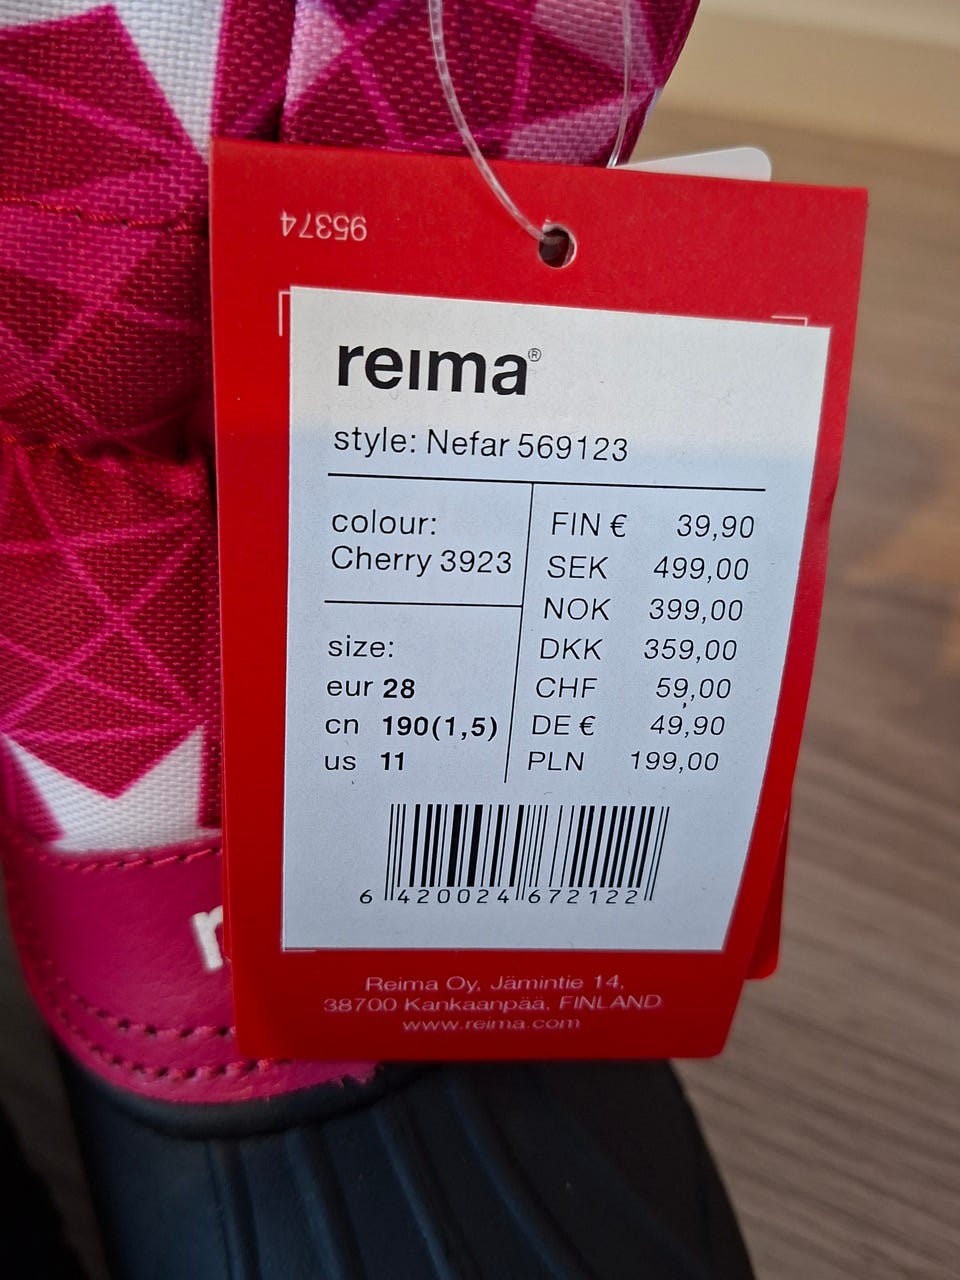 95374
reima®
style: Nefar 569123
colour:
Cherry 3923
size:
eur 28
cn 190(1,5)
us 11
FIN € 39,90
SEK 499,00
NOK 399,00
DKK 359,00
CHF 59,00
DE € 49,90
PLN 199,00
6 420024 672122
Reima Oy, Jämintie 14,
38700 Kankaanpää, FINLAND
www.reima.com
r